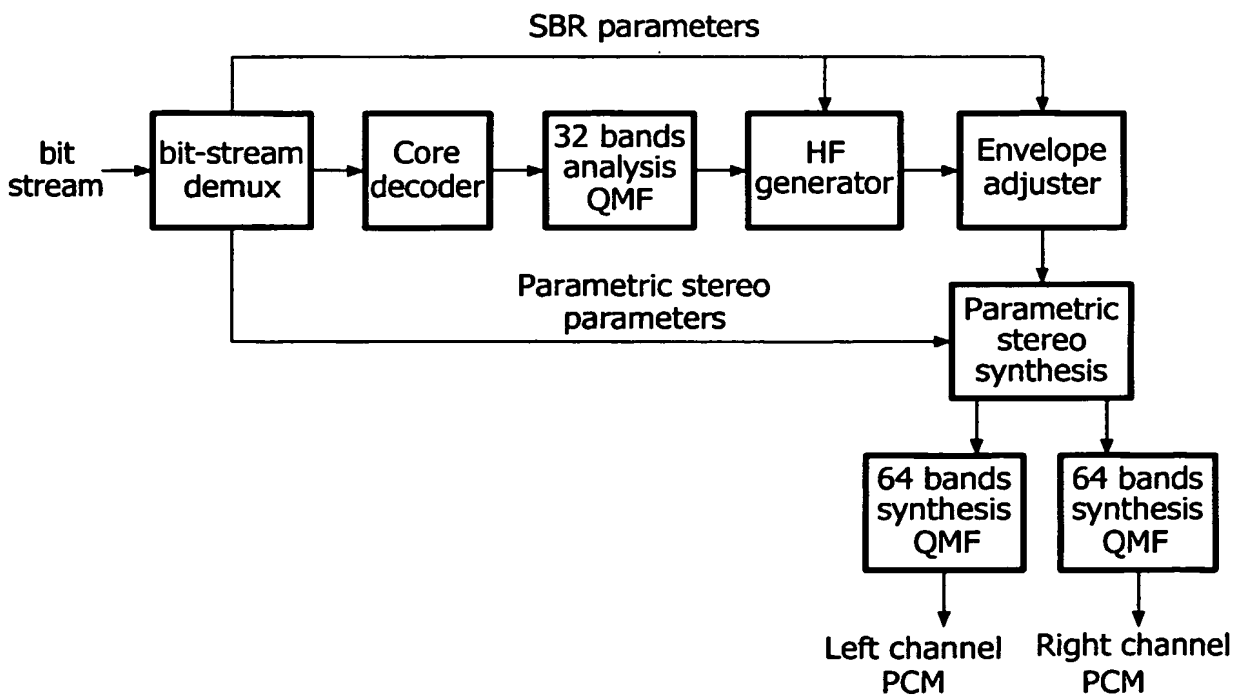 SBR parameters
bit
stream
bit-stream
demux
Core
decoder
32 bands
analysis
QMF
HF
generator
Envelope
adjuster
Parametric stereo
parameters
Parametric
stereo
synthesis
64 bands
synthesis
QMF
64 bands
synthesis
QMF
Left channel
PCM
Right channel
PCM